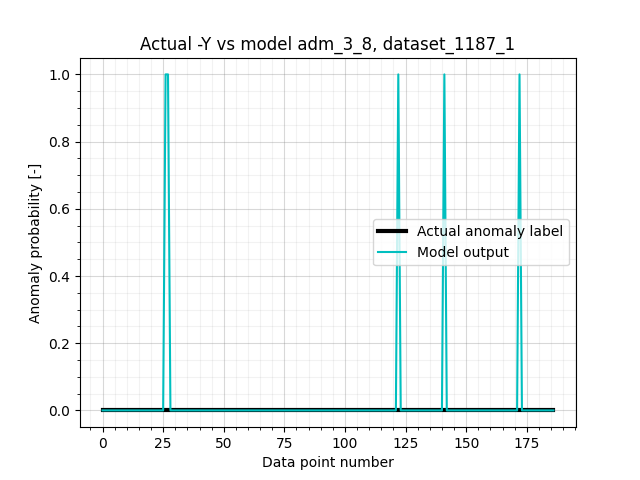 Actual -Y vs model adm_3_8, dataset_1187_1
1.0
0.8
0.6
0.4
0.2
0.0
Anomaly probability [-]
Actual anomaly label
Model output
0 25 50 75 100 125 150 175
Data point number